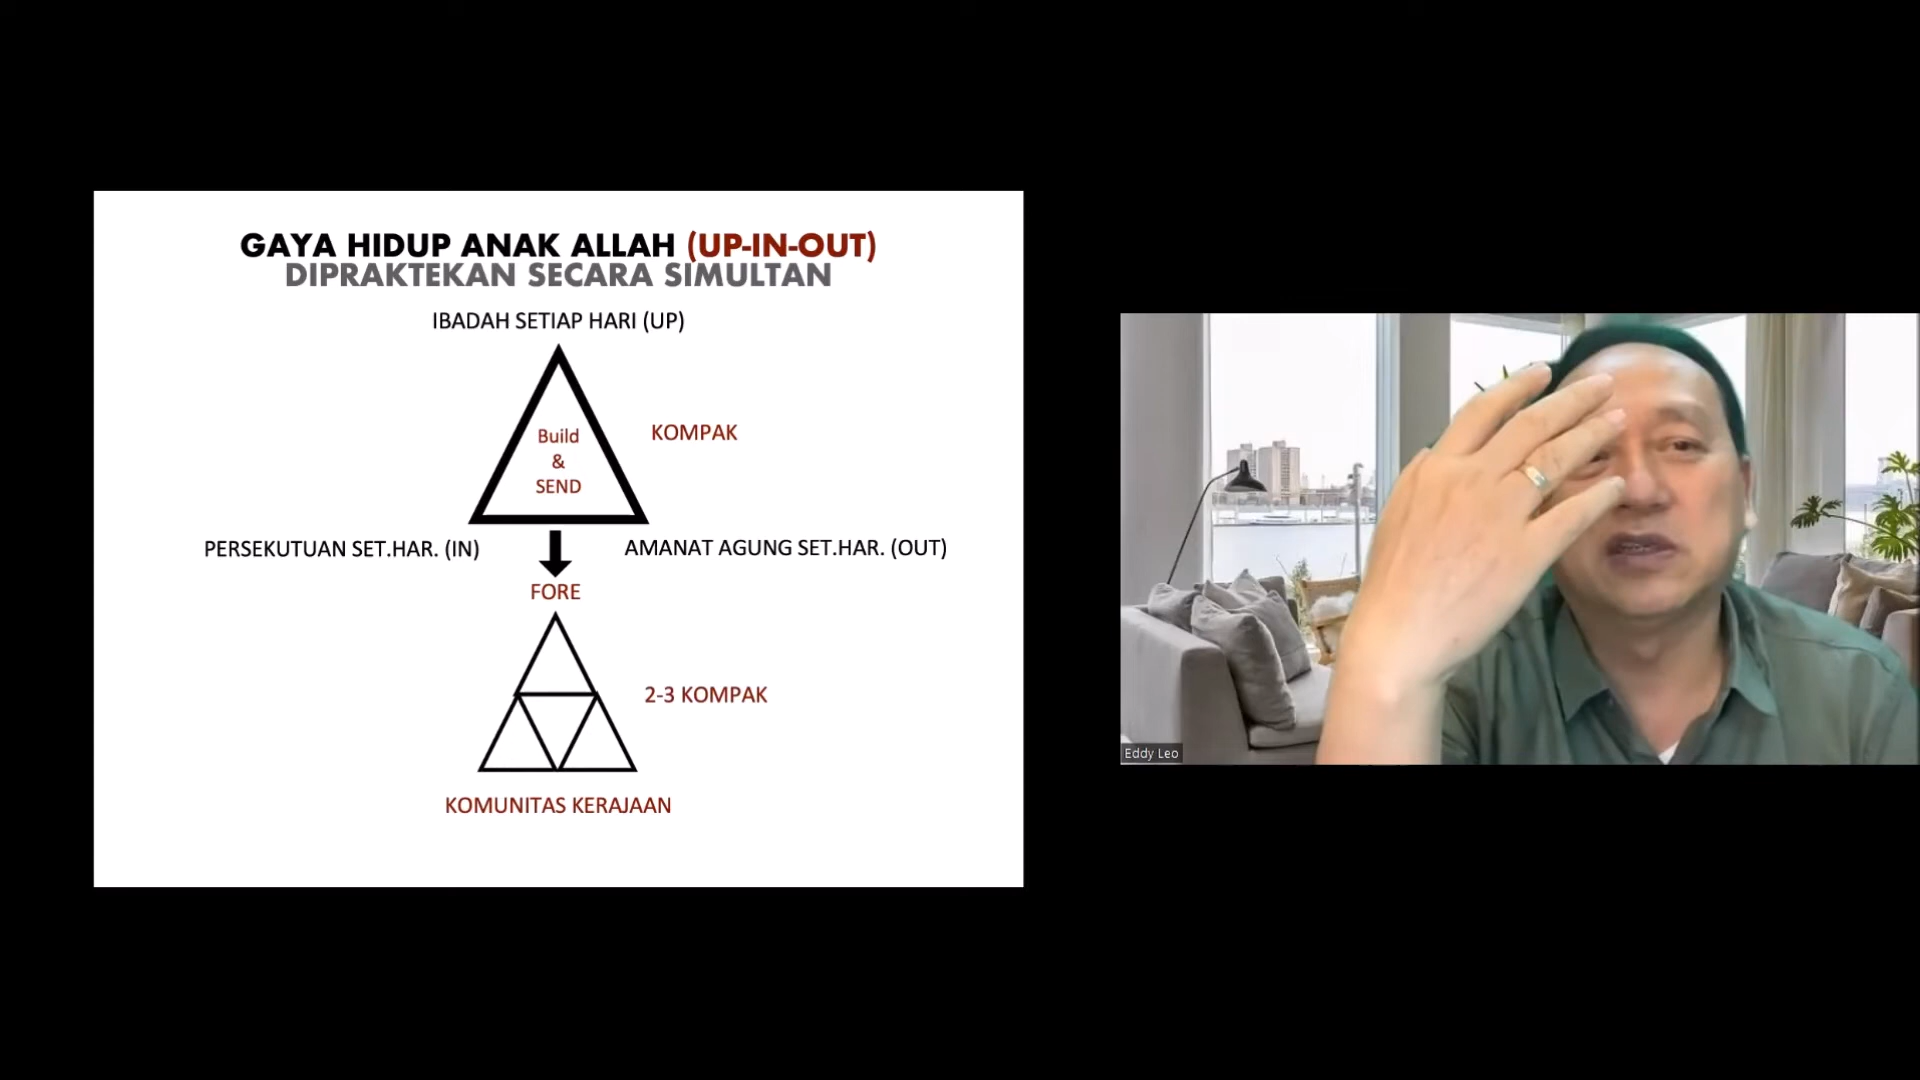 GAYA HIDUP ANAK ALLAH (UP-IN-OUT)
DIPRAKTEKAN SECARA SIMULTAN
IBADAH SETIAP HARI (UP)
Build
&
SEND
KOMPAK
PERSEKUTUAN SET.HAR. (IN)
AMANAT AGUNG SET.HAR. (OUT)
FORE
2-3 KOMPAK
KOMUNITAS KERAJAAN
Eddy Leo